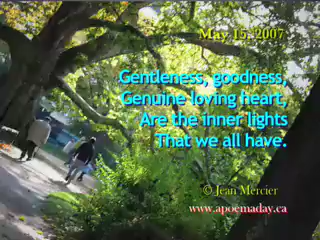 May 15, 2007
Gentleness, goodness,
Genuine loving heart,
Are the inner lights
That we all have.
© Jean Mercier
www.apoemaday.ca